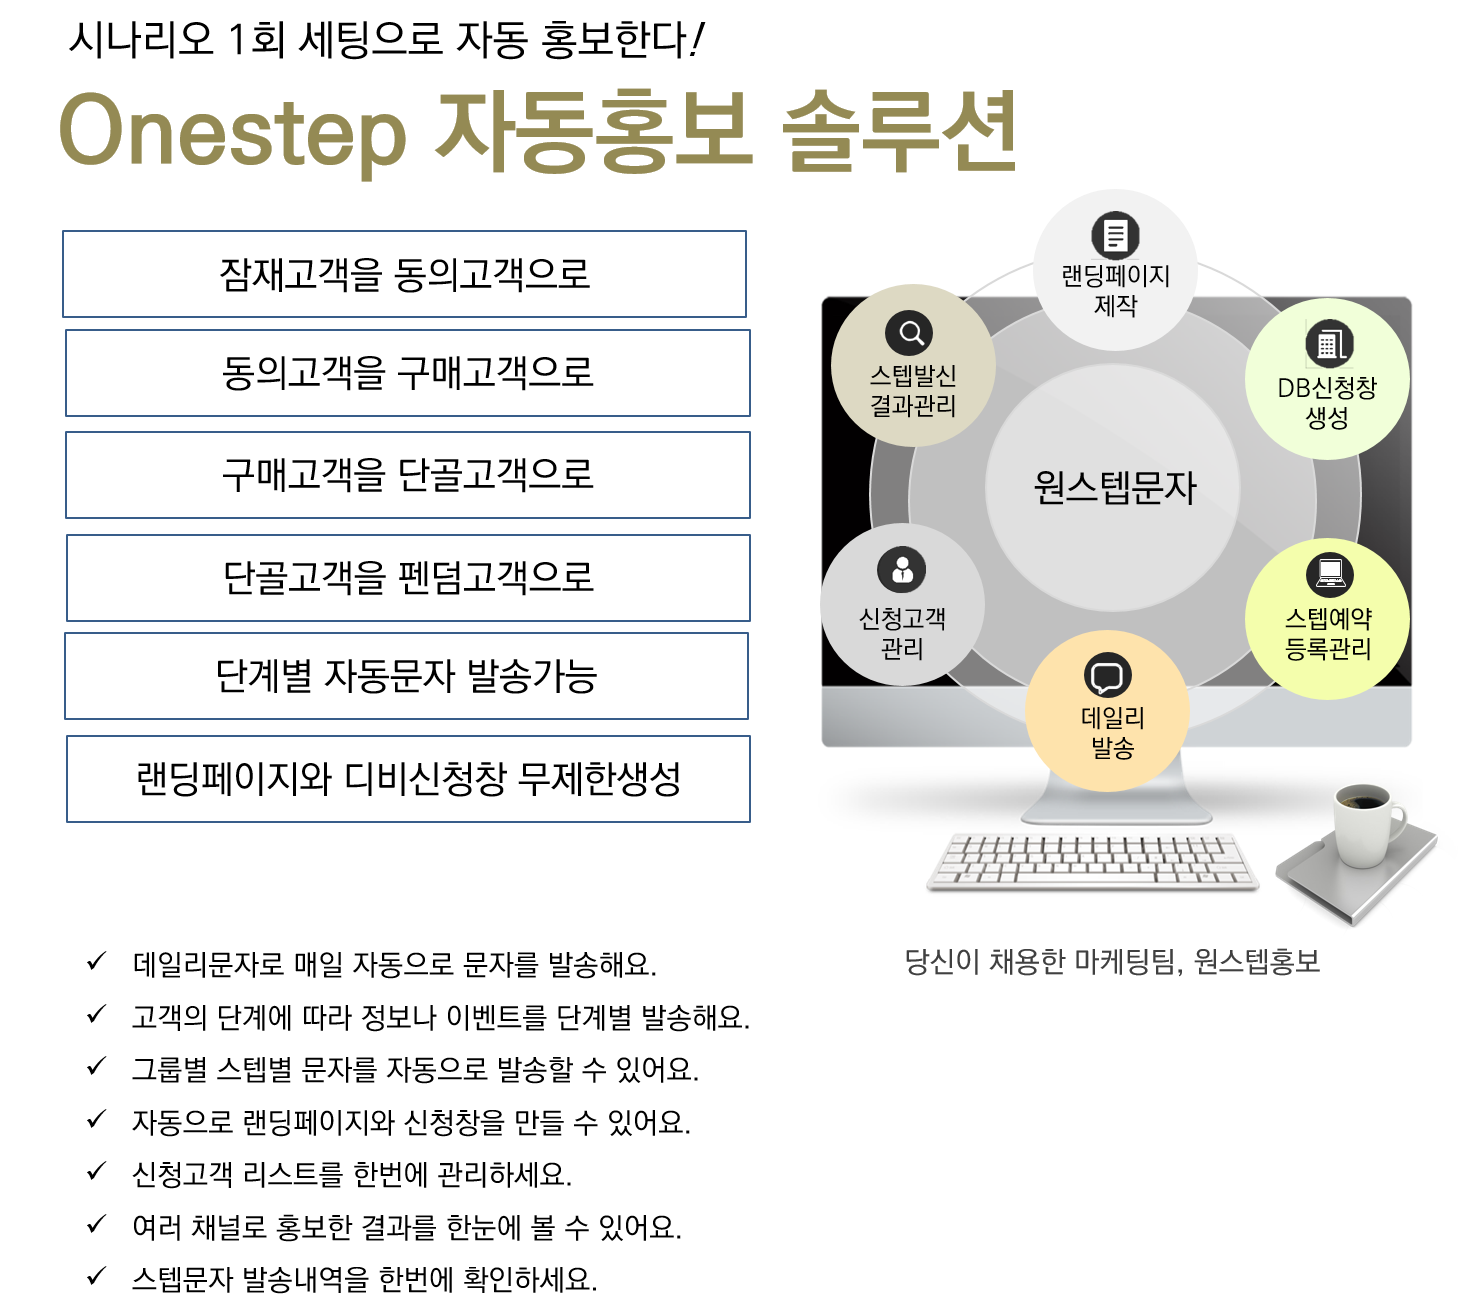 시나리오 1회 세팅으로 자동 홍보한다!
Onestep 자동홍보 솔루션
잠재고객을 동의고객으로
동의고객을 구매고객으로
구매고객을 단골고객으로
단골고객을 펜덤고객으로
단계별 자동문자 발송가능
랜딩페이지와 디비신청창 무제한생성
랜딩페이지
제작
스텝발신
결과관리
DB신청창
생성
원스텝문자
신청고객
관리
스텝예약
등록관리
데일리
발송
당신이 채용한 마케팅팀, 원스텝홍보
✓ 데일리문자로 매일 자동으로 문자를 발송해요.
✓ 고객의 단계에 따라 정보나 이벤트를 단계별 발송해요.
✓ 그룹별 스텝별 문자를 자동으로 발송할 수 있어요.
✓ 자동으로 랜딩페이지와 신청창을 만들 수 있어요.
✓ 신청고객 리스트를 한번에 관리하세요.
✓ 여러 채널로 홍보한 결과를 한눈에 볼 수 있어요.
✓ 스텝문자 발송내역을 한번에 확인하세요.